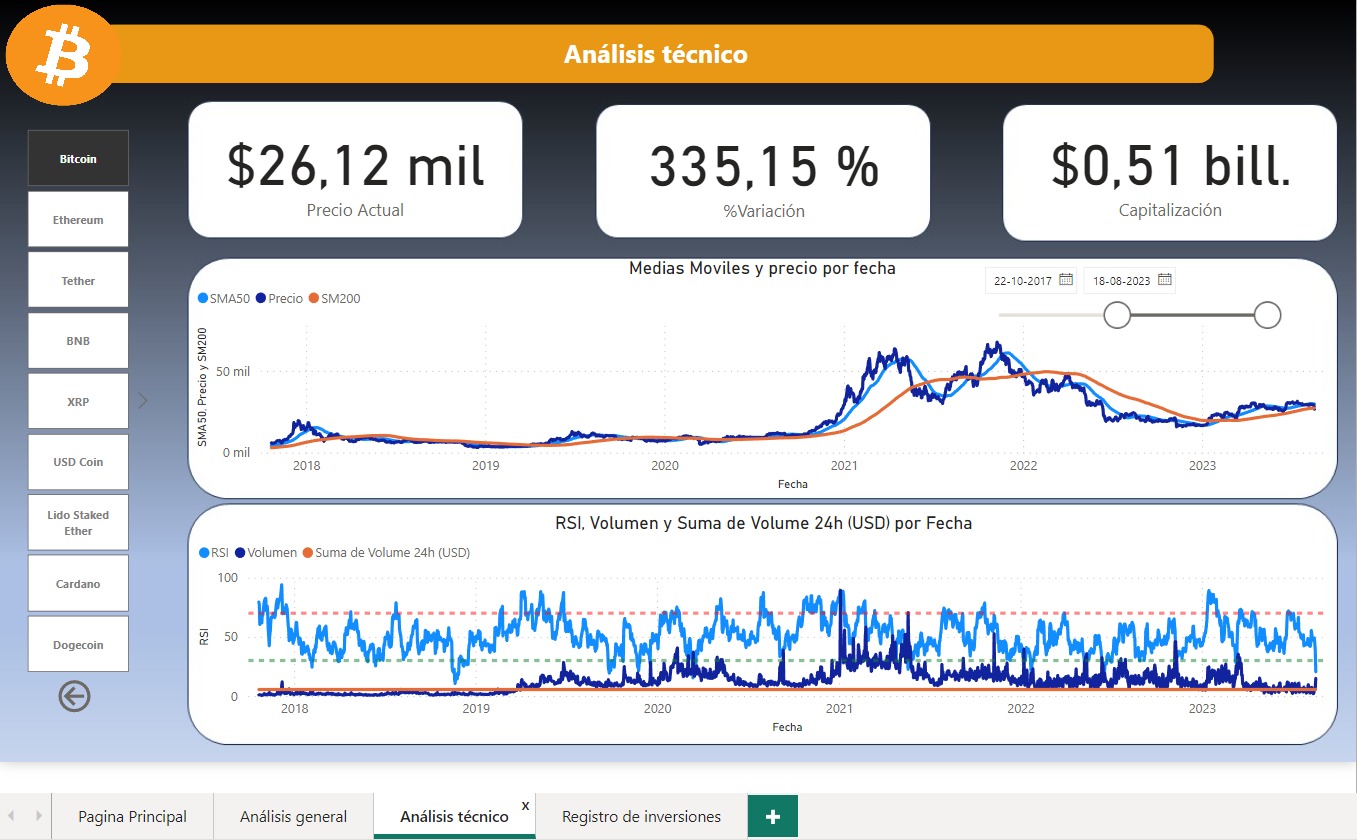 Análisis técnico
Bitcoin
Ethereum
Tether
BNB
XRP
USD Coin
Lido Staked
Ether
Cardano
Dogecoin
$26,12 mil
Precio Actual
335,15 %
%Variación
$0,51 bill.
Capitalización
Medias Moviles y precio por fecha
22-10-2017
18-08-2023
SMA50 Precio SM200
SMA50, Precio y SM200
50 mil
0 mil
2018 2019 2020 2021 2022 2023
Fecha
RSI, Volumen y Suma de Volume 24h (USD) por Fecha
RSI Volumen Suma de Volume 24h (USD)
RSI
100
50
0
2018 2019 2020 2021 2022 2023
Fecha
Pagina Principal
Análisis general
Análisis técnico
x
Registro de inversiones
+